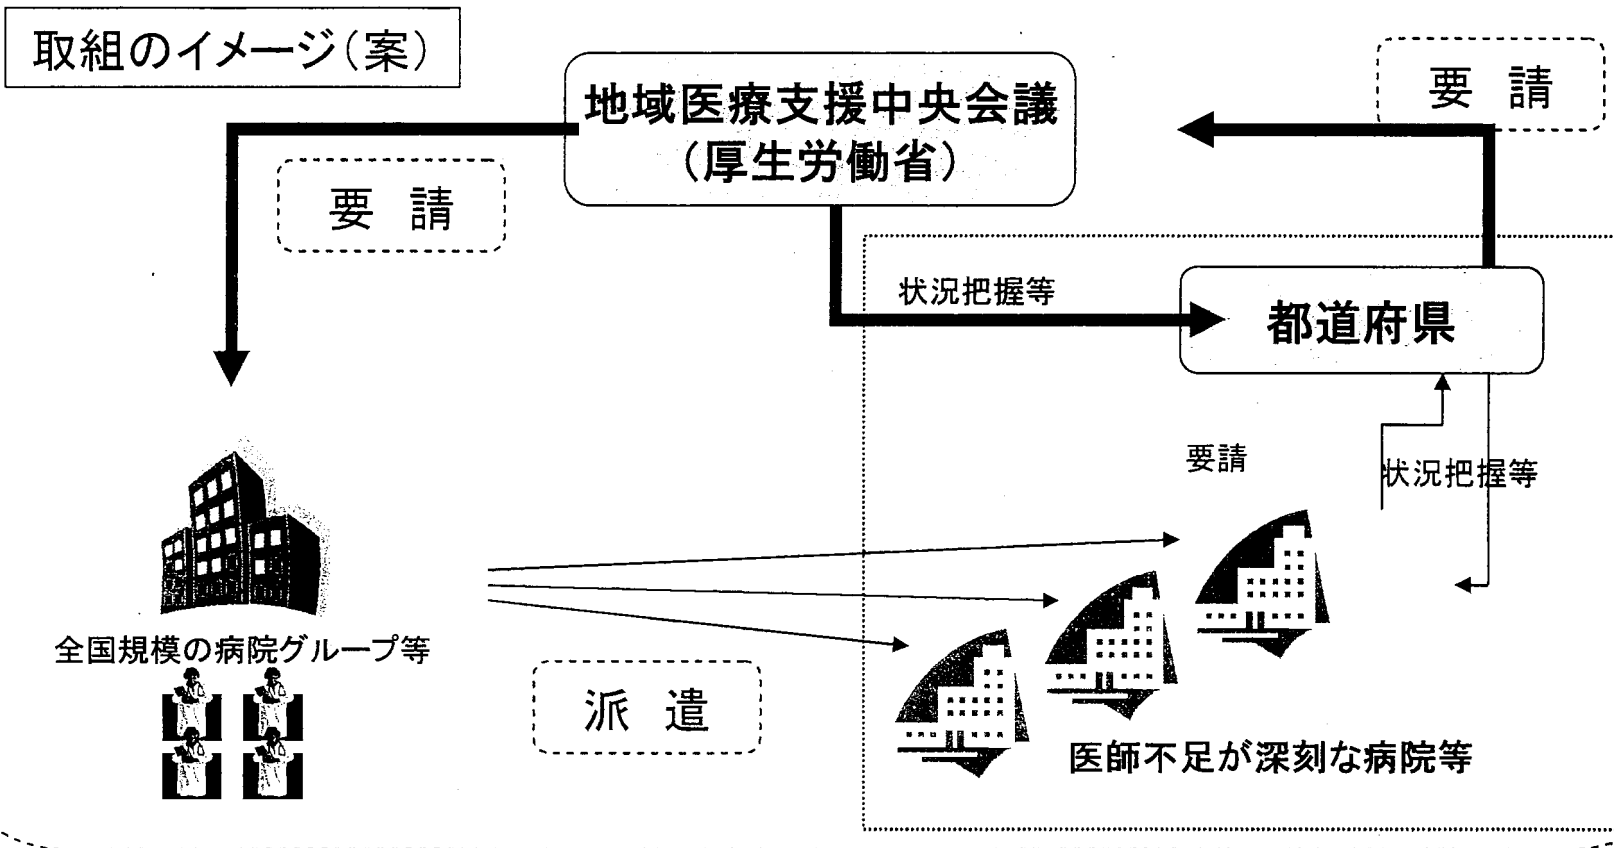 取組のイメージ(案)
地域医療支援中央会議
(厚生労働省)
要 請
要 請
状況把握等
都道府県
要請
状況把握等
全国規模の病院グループ等
派 遣
医師不足が深刻な病院等